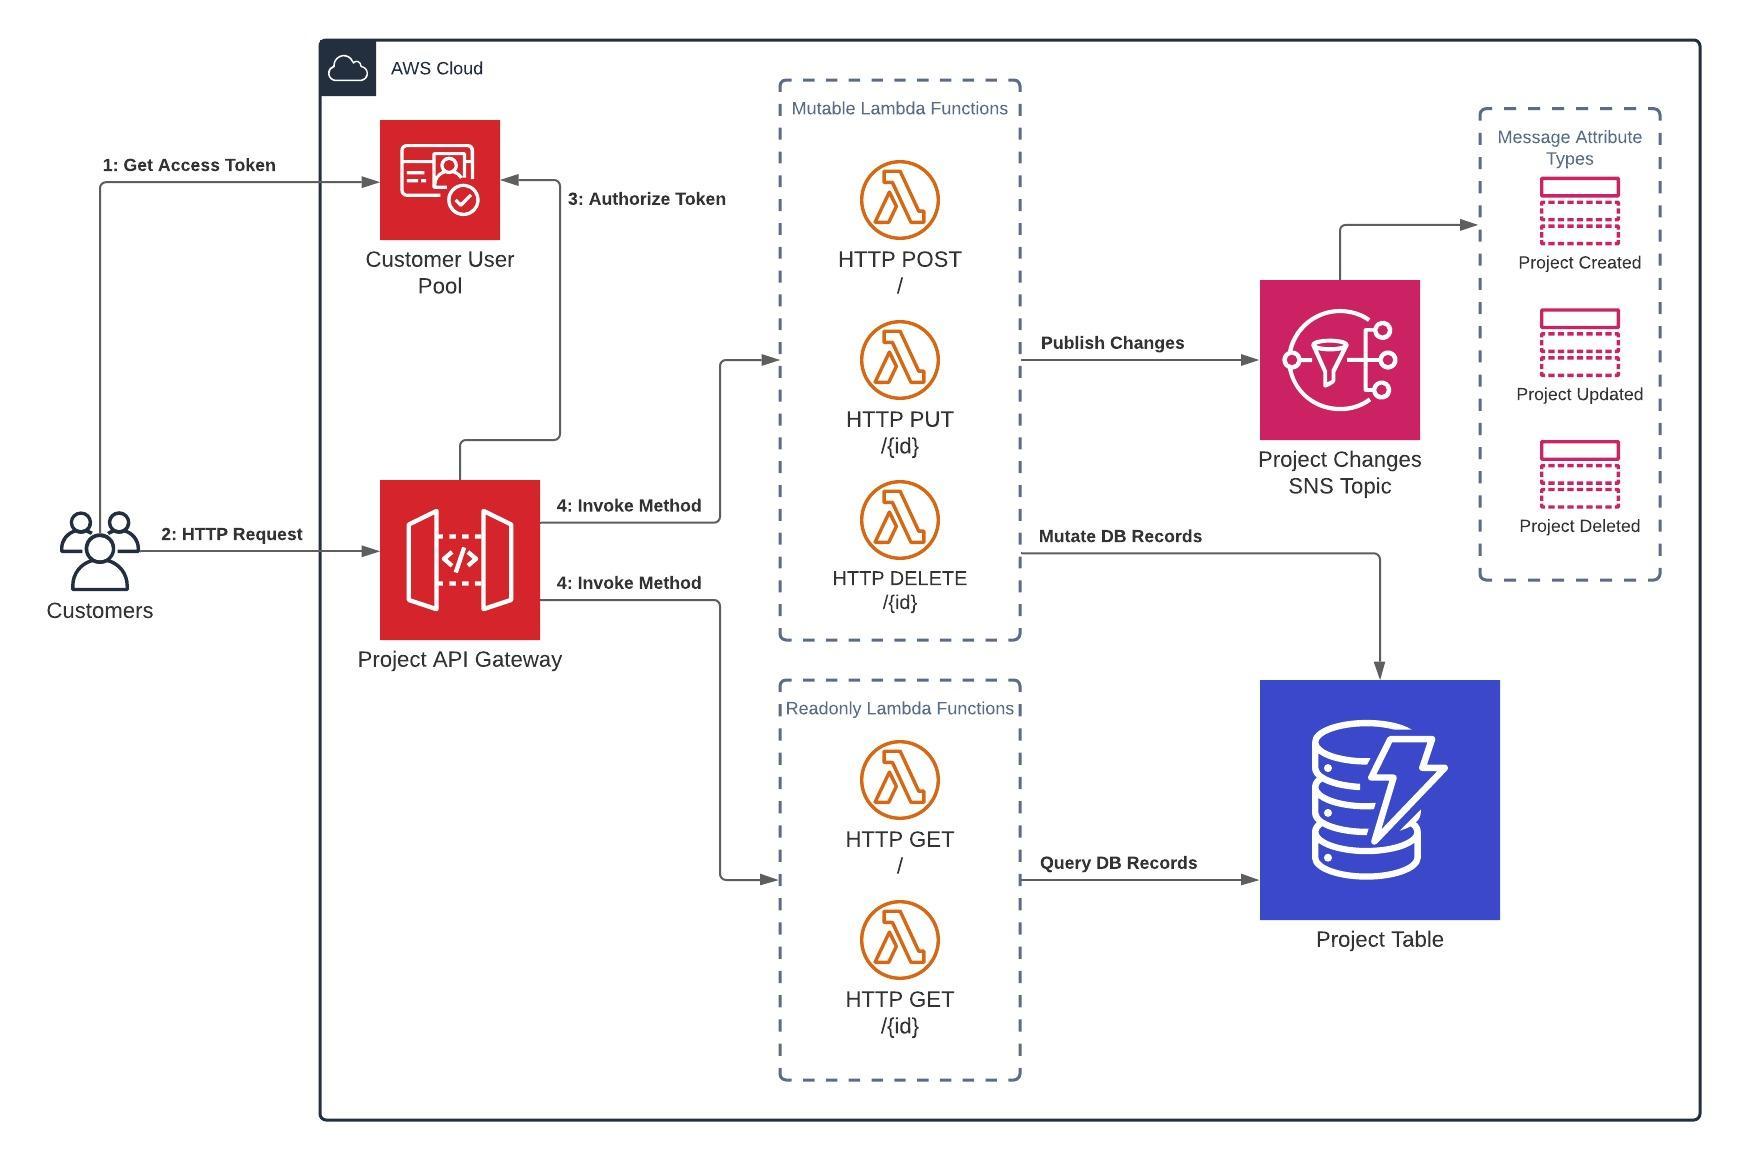 AWS Cloud
1: Get Access Token
Customer User
Pool
3: Authorize Token
2: HTTP Request
Customers
Project API Gateway
4: Invoke Method
4: Invoke Method
Mutable Lambda Functions
HTTP POST
/
HTTP PUT
/{id}
HTTP DELETE
/{id}
Readonly Lambda Functions
HTTP GET
/
HTTP GET
/{id}
Publish Changes
Project Changes
SNS Topic
Mutate DB Records
Query DB Records
Project Table
Message Attribute
Types
Project Created
Project Updated
Project Deleted